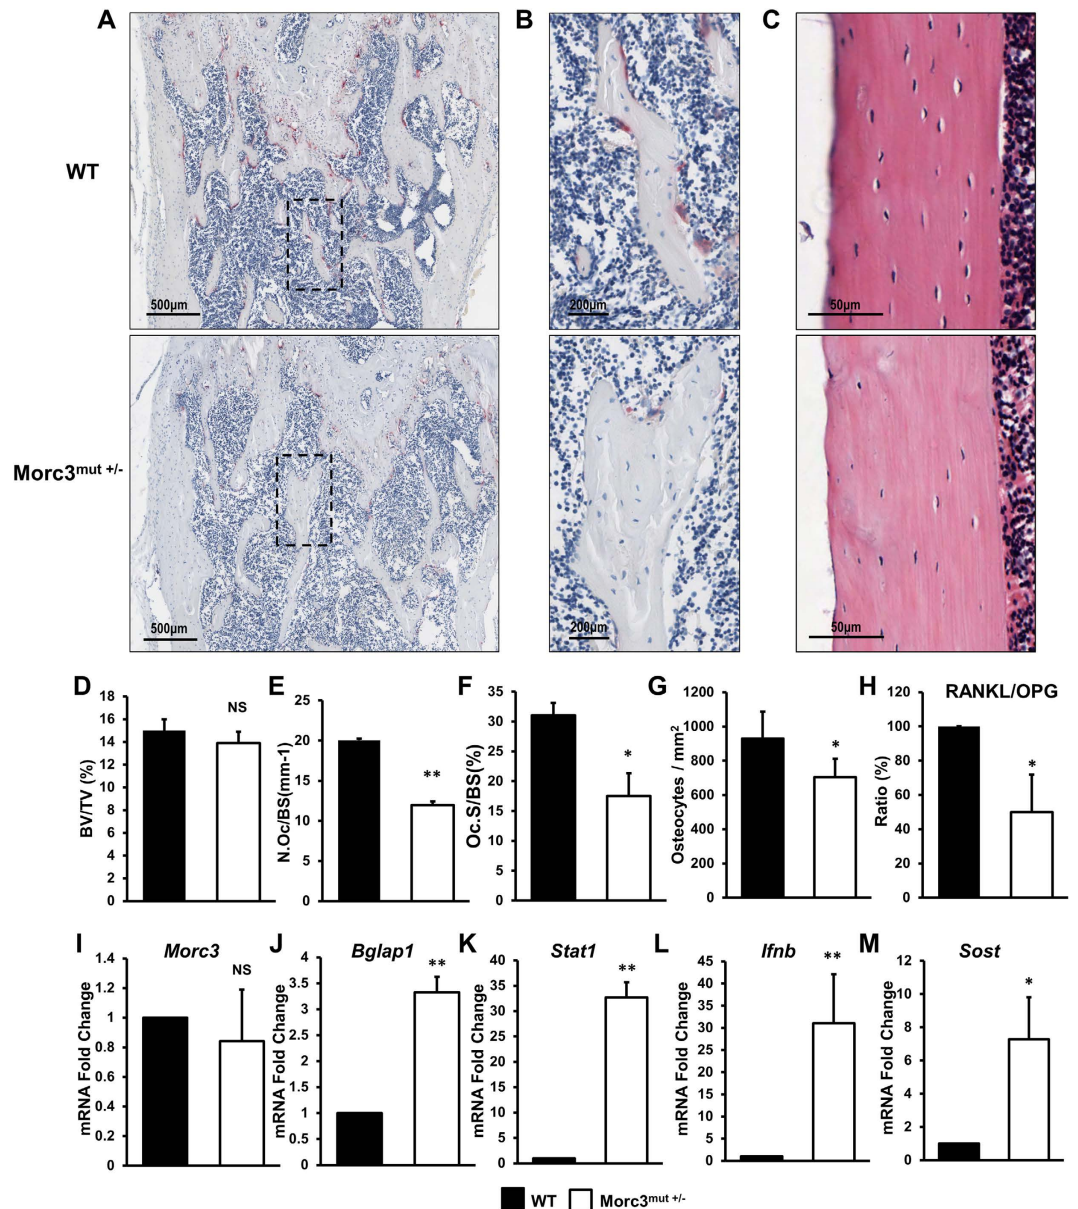 A
B
C
WT
500µm
200µm
50µm
Morc3mut +/-
500µm
200µm
50µm
D
BV/TV (%)
18
16
14
12
10
8
6
4
2
0
NS
E
N.Oc/BS(mm-1)
25
20
15
10
5
0
**
F
Oc.S/BS(%)
35
30
25
20
15
10
5
0
*
G
Osteocytes / mm2
1200
1000
800
600
400
200
0
*
H
RANKL/OPG
Ratio (%)
120
100
80
60
40
20
0
*
I
Morc3
mRNA Fold Change
1.4
1.2
1
0.8
0.6
0.4
0.2
0
NS
J
Bglap1
mRNA Fold Change
4
3.5
3
2.5
2
1.5
1
0.5
0
**
K
Stat1
mRNA Fold Change
40
35
30
25
20
15
10
5
0
**
L
Ifnb
mRNA Fold Change
45
40
35
30
25
20
15
10
5
0
**
M
Sost
mRNA Fold Change
12
10
8
6
4
2
0
*
WT
Morc3mut +/-